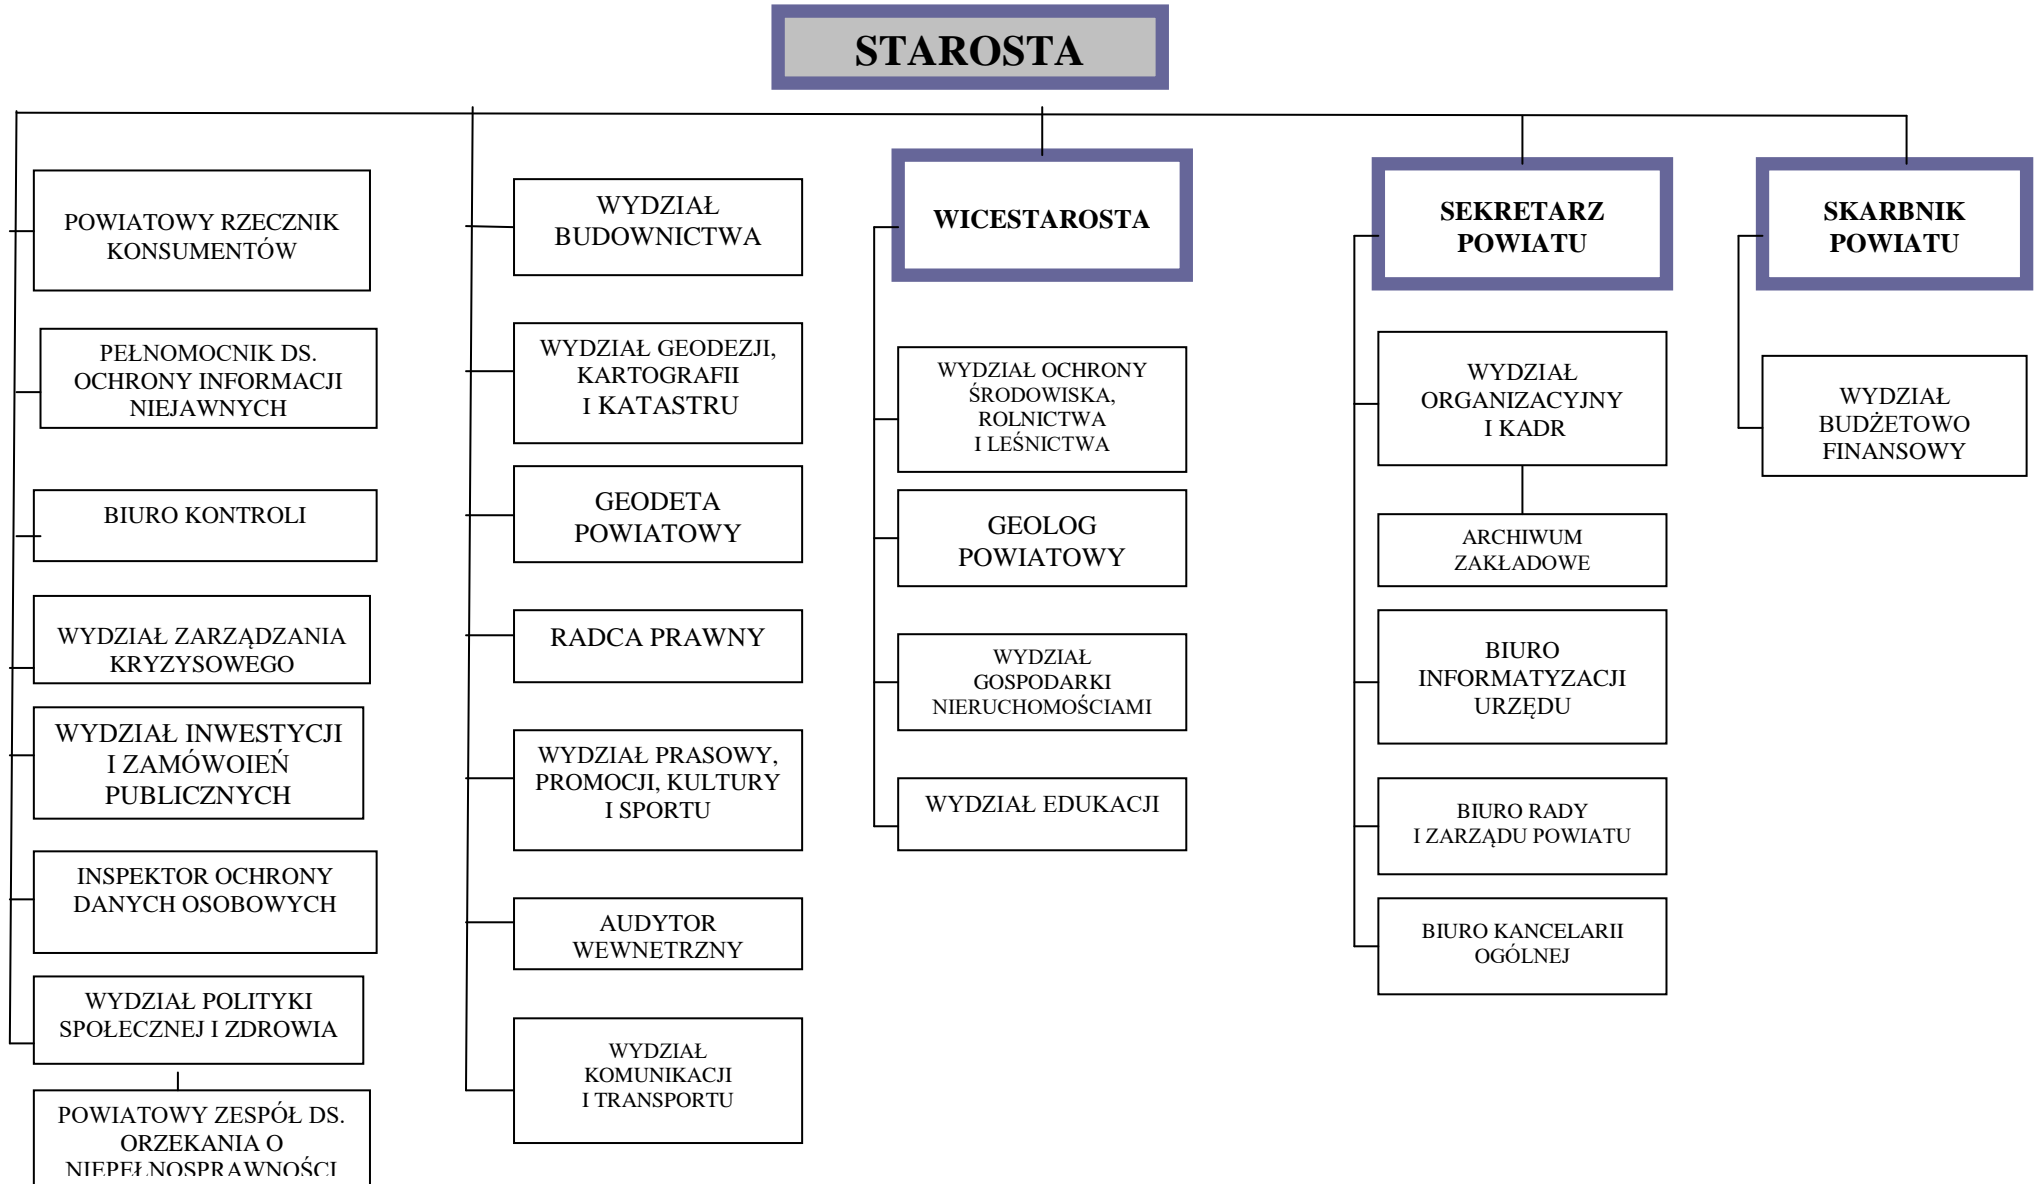 STAROSTA
POWIATOWY RZECZNIK
KONSUMENTÓW
PEŁNOMOCNIK DS.
OCHRONY INFORMACJI
NIEJAWNYCH
BIURO KONTROLI
WYDZIAŁ ZARZĄDZANIA
KRYZYSOWEGO
WYDZIAŁ INWESTYCJI
I ZAMÓWOIEŃ
PUBLICZNYCH
INSPEKTOR OCHRONY
DANYCH OSOBOWYCH
WYDZIAŁ POLITYKI
SPOŁECZNEJ I ZDROWIA
POWIATOWY ZESPÓŁ DS.
ORZEKANIA O
NIEPEŁNOSPRAWNOŚCI
WYDZIAŁ
BUDOWNICTWA
WYDZIAŁ GEODEZJI,
KARTOGRAFII
I KATASTRU
GEODETA
POWIATOWY
RADCA PRAWNY
WYDZIAŁ PRASOWY,
PROMOCJI, KULTURY
I SPORTU
AUDYTOR
WEWNETRZNY
WYDZIAŁ
KOMUNIKACJI
I TRANSPORTU
WICESTAROSTA
WYDZIAŁ OCHRONY
ŚRODOWISKA,
ROLNICTWA
I LEŚNICTWA
GEOLOG
POWIATOWY
WYDZIAŁ
GOSPODARKI
NIERUCHOMOŚCIAMI
WYDZIAŁ EDUKACJI
SEKRETARZ
POWIATU
WYDZIAŁ
ORGANIZACYJNY
I KADR
ARCHIWUM
ZAKŁADOWE
BIURO
INFORMATYZACJI
URZĘDU
BIURO RADY
I ZARZĄDU POWIATU
BIURO KANCELARII
OGÓLNEJ
SKARBNIK
POWIATU
WYDZIAŁ
BUDŻETOWO
FINANSOWY